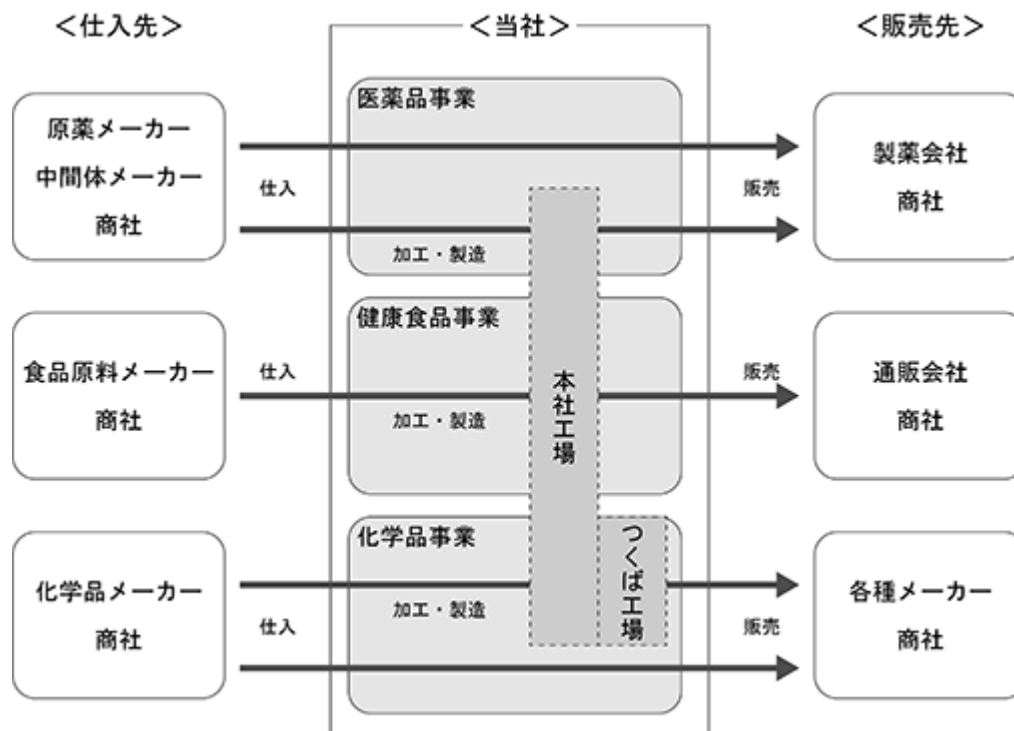 ＜仕入先＞
＜当社＞
＜販売先＞
医薬品事業
原薬メーカー
中間体メーカー
商社
仕入
加工・製造
販売
製薬会社
商社
健康食品事業
食品原料メーカー
商社
仕入
加工・製造
本社工場
販売
通販会社
商社
化学品事業
化学品メーカー
商社
仕入
加工・製造
つくば工場
販売
各種メーカー
商社